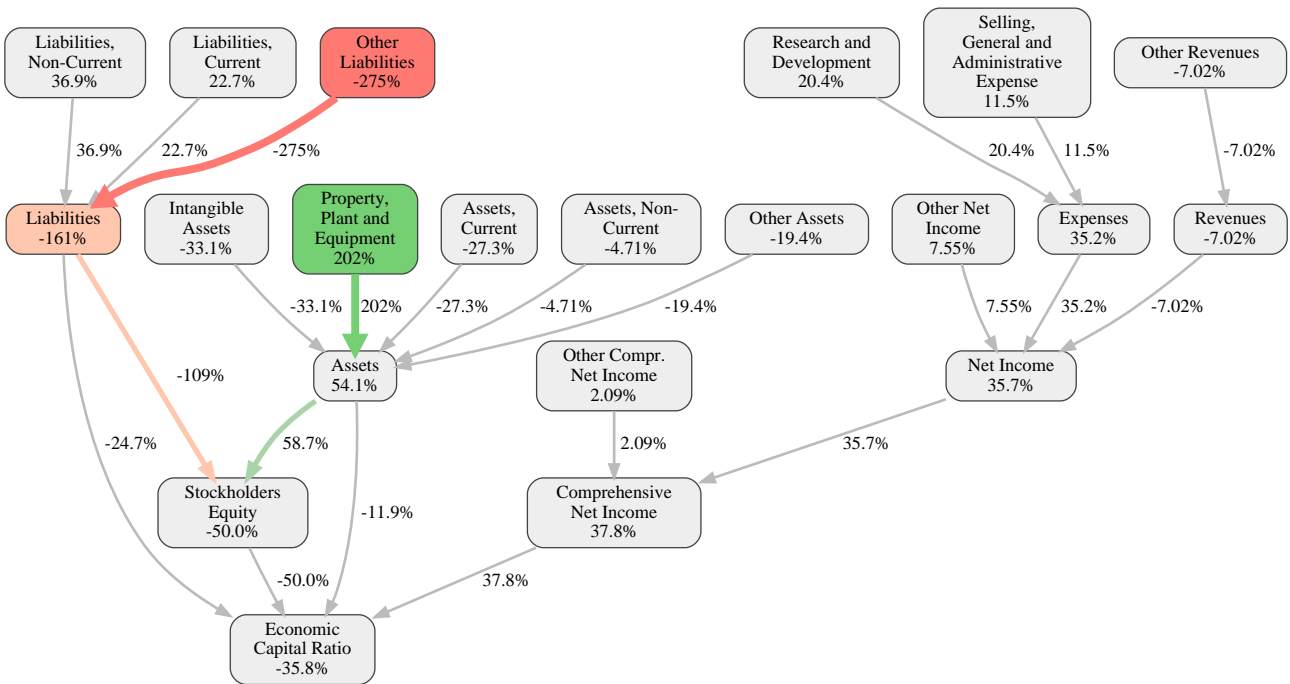 Liabilities,
Non-Current
36.9%
Liabilities,
Current
22.7%
Other
Liabilities
-275%
Research and
Development
20.4%
Selling,
General and
Administrative
Expense
11.5%
Other Revenues
-7.02%
36.9%
22.7%
-275%
20.4%
11.5%
-7.02%
Liabilities
-161%
Intangible
Assets
-33.1%
Property,
Plant and
Equipment
202%
Assets,
Current
-27.3%
Assets, Non-
Current
-4.71%
Other Assets
-19.4%
Other Net
Income
7.55%
Expenses
35.2%
Revenues
-7.02%
-33.1%
202%
-27.3%
-4.71%
-19.4%
7.55%
35.2%
-7.02%
Assets
54.1%
Other Compr.
Net Income
2.09%
Net Income
35.7%
-109%
-24.7%
58.7%
2.09%
35.7%
Stockholders
Equity
-50.0%
-11.9%
Comprehensive
Net Income
37.8%
-50.0%
37.8%
Economic
Capital Ratio
-35.8%